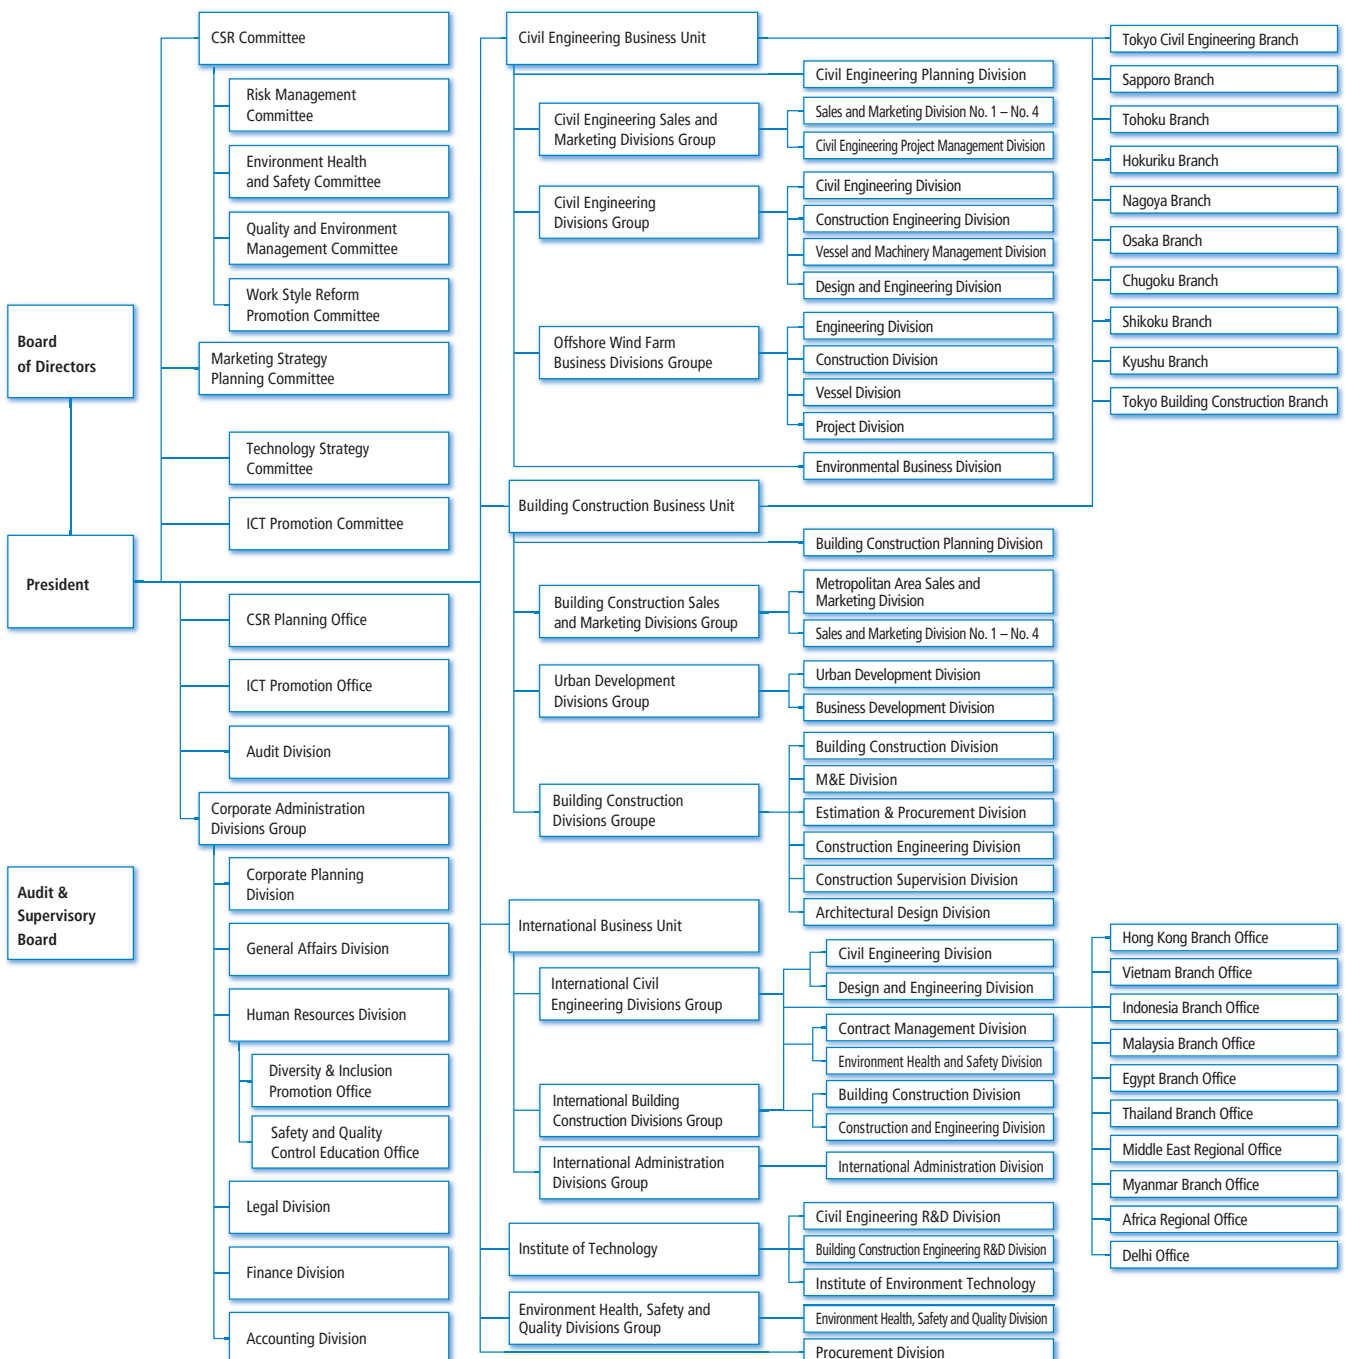 Board
of Directors
President
Audit &
Supervisory
Board
CSR Committee
Risk Management
Committee
Environment Health
and Safety Committee
Quality and Environment
Management Committee
Work Style Reform
Promotion Committee
Marketing Strategy
Planning Committee
Technology Strategy
Committee
ICT Promotion Committee
CSR Planning Office
ICT Promotion Office
Audit Division
Corporate Administration
Divisions Group
Corporate Planning
Division
General Affairs Division
Human Resources Division
Diversity & Inclusion
Promotion Office
Safety and Quality
Control Education Office
Legal Division
Finance Division
Accounting Division
Civil Engineering Business Unit
Civil Engineering Planning Division
Civil Engineering Sales and
Marketing Divisions Group
Sales and Marketing Division No. 1 – No. 4
Civil Engineering Project Management Division
Civil Engineering
Divisions Group
Civil Engineering Division
Construction Engineering Division
Vessel and Machinery Management Division
Design and Engineering Division
Offshore Wind Farm
Business Divisions Groupe
Engineering Division
Construction Division
Vessel Division
Project Division
Environmental Business Division
Building Construction Business Unit
Building Construction Planning Division
Building Construction Sales
and Marketing Divisions Group
Metropolitan Area Sales and
Marketing Division
Sales and Marketing Division No. 1 – No. 4
Urban Development
Divisions Group
Urban Development Division
Business Development Division
Building Construction
Divisions Groupe
Building Construction Division
M&E Division
Estimation & Procurement Division
Construction Engineering Division
Construction Supervision Division
Architectural Design Division
International Business Unit
International Civil
Engineering Divisions Group
Civil Engineering Division
Design and Engineering Division
Contract Management Division
Environment Health and Safety Division
International Building
Construction Divisions Group
Building Construction Division
Construction and Engineering Division
International Administration
Divisions Group
International Administration Division
Institute of Technology
Civil Engineering R&D Division
Building Construction Engineering R&D Division
Institute of Environment Technology
Environment Health, Safety and
Quality Divisions Group
Environment Health, Safety and Quality Division
Procurement Division
Tokyo Civil Engineering Branch
Sapporo Branch
Tohoku Branch
Hokuriku Branch
Nagoya Branch
Osaka Branch
Chugoku Branch
Shikoku Branch
Kyushu Branch
Tokyo Building Construction Branch
Hong Kong Branch Office
Vietnam Branch Office
Indonesia Branch Office
Malaysia Branch Office
Egypt Branch Office
Thailand Branch Office
Middle East Regional Office
Myanmar Branch Office
Africa Regional Office
Delhi Office